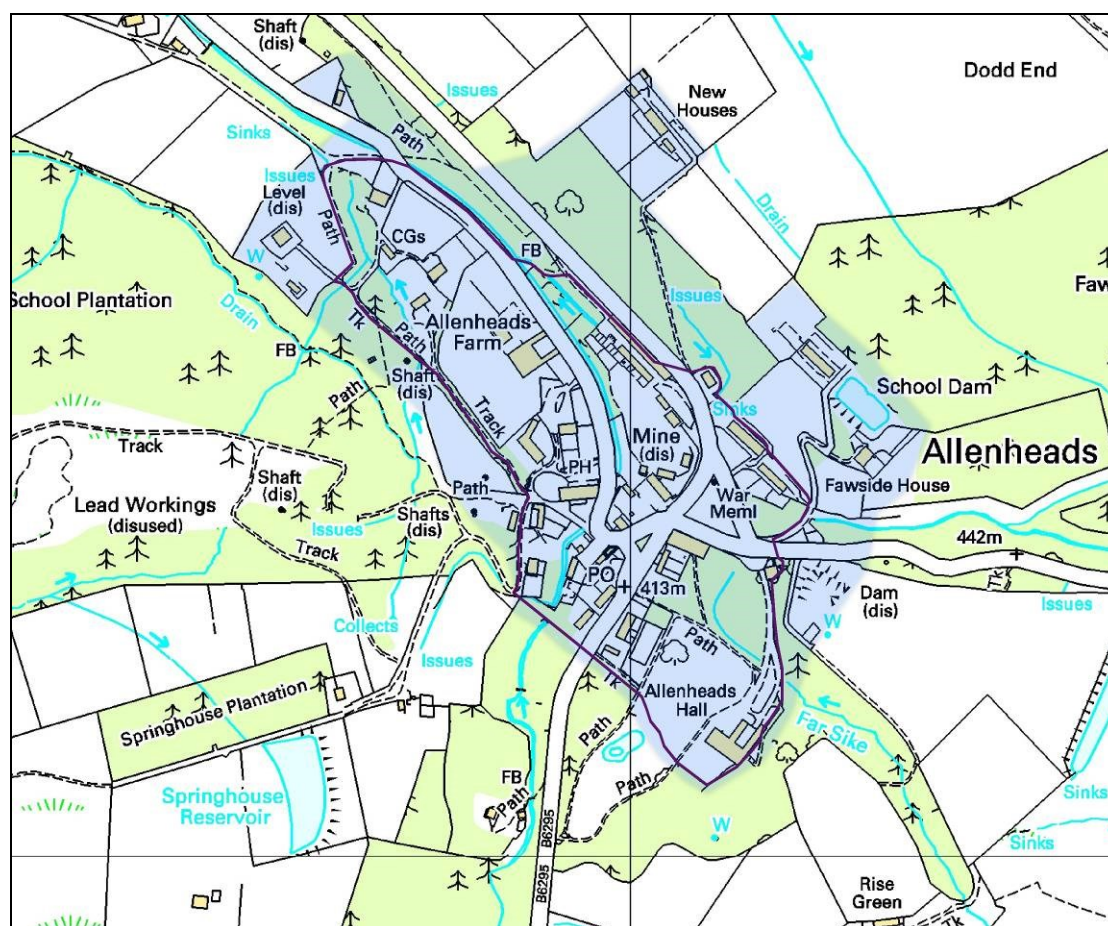 Shaft
(dis)
Dodd End
Issues
New
Houses
Path
Sinks
Issues
Level
(dis)
Path
CGs
FB
Drain
W
School Plantation
Drain
Issues
Tk
Path
Allenheads
Farm
FB
Shaft
(dis)
School Dam
Path
Sinks
Track
Track
Mine
(dis)
Allenheads
PH
Shaft
(dis)
Path
War
Meml
Fawside House
Lead Workings
(disused)
Shafts
(dis)
Issues
Track
442m
PO
413m
Tk
Dam
(dis)
Issues
Collects
W
Path
Issues
Allenheads
Hall
Springhouse Plantation
Tk
Path
Far Sike
FB
Path
Path
Springhouse
Reservoir
Sinks
B6295
W
Sinks
B6295
Rise
Green
Tk